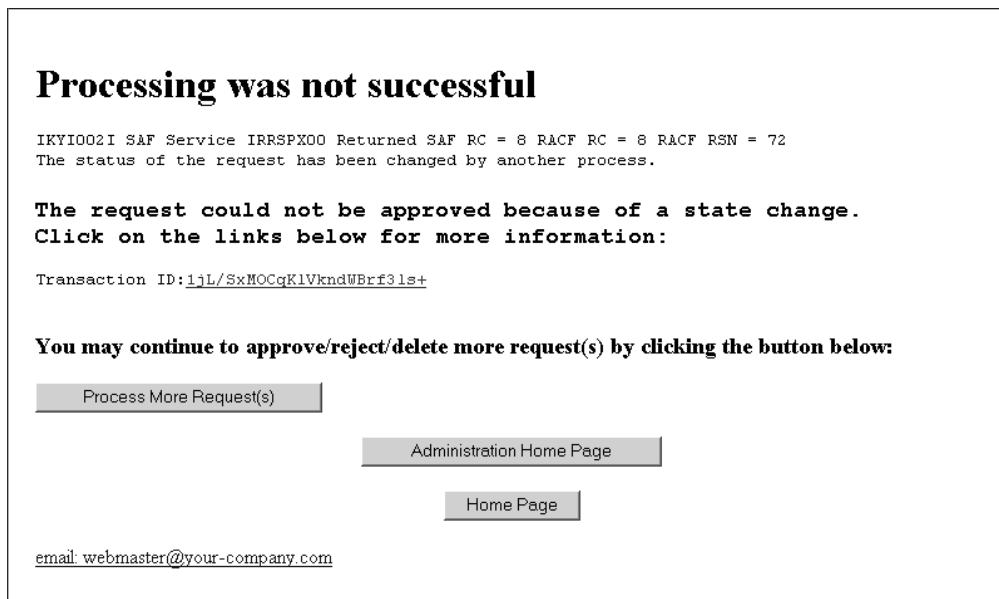 Processing was not successful
IKYI002I SAF Service IRRSPX00 Returned SAF RC = 8 RACF RC = 8 RACF RSN = 72
The status of the request has been changed by another process.
The request could not be approved because of a state change.
Click on the links below for more information:
Transaction ID:1jL/SxMOCqKlVkndWBrf3ls+
You may continue to approve/reject/delete more request(s) by clicking the button below:
Process More Request(s)
Administration Home Page
Home Page
email: webmaster@your-company.com